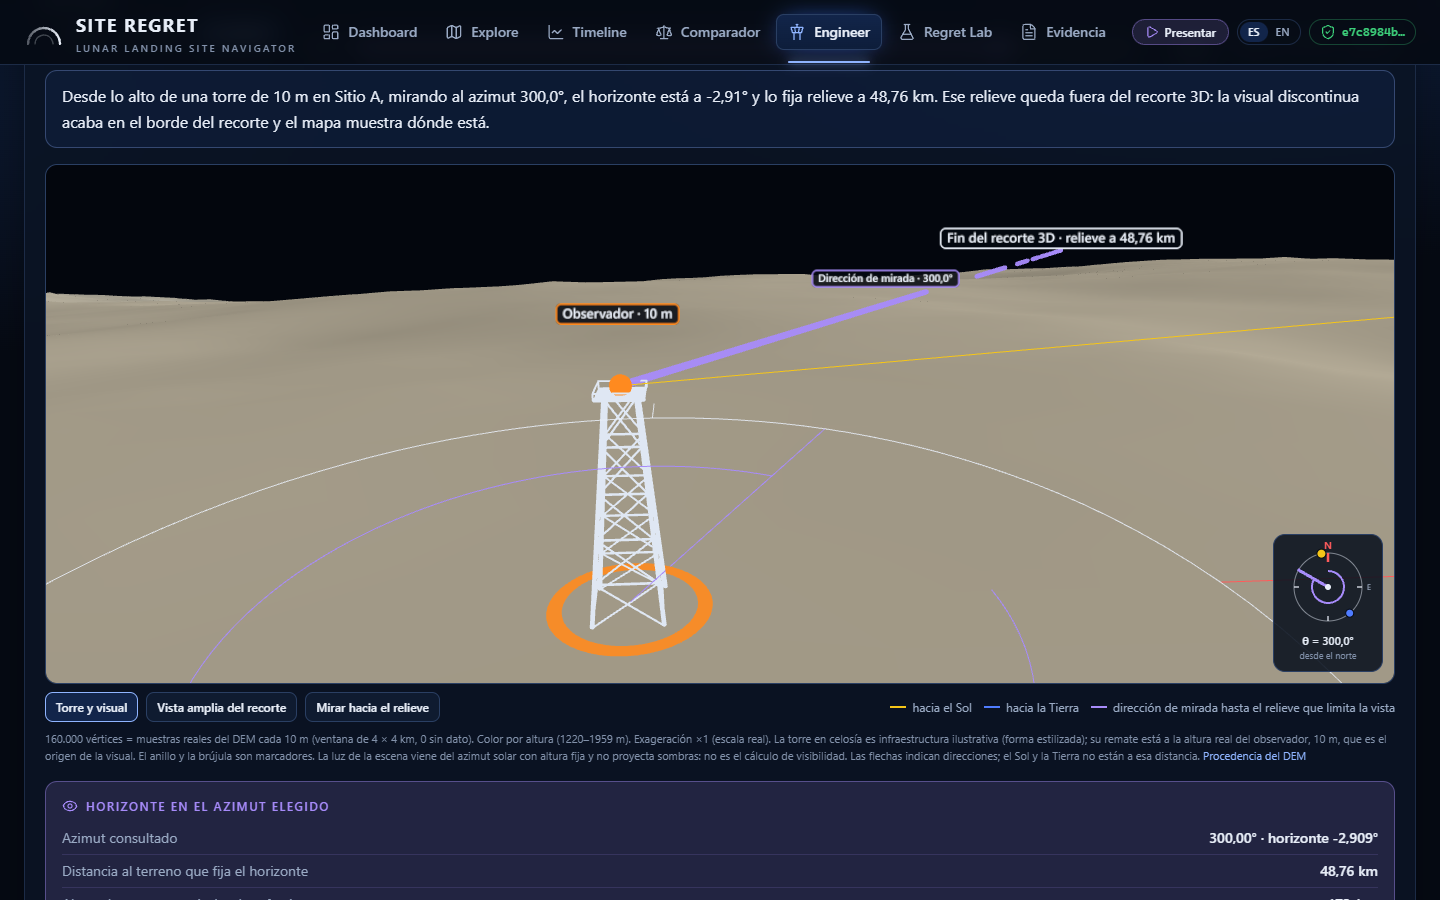 SITE REGRET
LUNAR LANDING SITE NAVIGATOR
Dashboard
Explore
Timeline
Comparador
Engineer
Regret Lab
Evidencia
Presentar
ES
EN
e7c8984b…
Desde lo alto de una torre de 10 m en Sitio A, mirando al azimut 300,0°, el horizonte está a -2,91° y lo fija relieve a 48,76 km. Ese relieve queda fuera del recorte 3D: la visual discontinua
acaba en el borde del recorte y el mapa muestra dónde está.
Fin del recorte 3D · relieve a 48,76 km
Dirección de mirada · 300,0°
Observador · 10 m
N
E
θ = 300,0°
desde el norte
Torre y visual
Vista amplia del recorte
Mirar hacia el relieve
hacia el Sol
hacia la Tierra
dirección de mirada hasta el relieve que limita la vista
160.000 vértices = muestras reales del DEM cada 10 m (ventana de 4 × 4 km, 0 sin dato). Color por altura (1220–1959 m). Exageración ×1 (escala real). La torre en celosía es infraestructura ilustrativa (forma estilizada); su remate está a la altura real del observador, 10 m, que es el
origen de la visual. El anillo y la brújula son marcadores. La luz de la escena viene del azimut solar con altura fija y no proyecta sombras: no es el cálculo de visibilidad. Las flechas indican direcciones; el Sol y la Tierra no están a esa distancia. Procedencia del DEM
HORIZONTE EN EL AZIMUT ELEGIDO
Azimut consultado
300,00° · horizonte -2,909°
Distancia al terreno que fija el horizonte
48,76 km